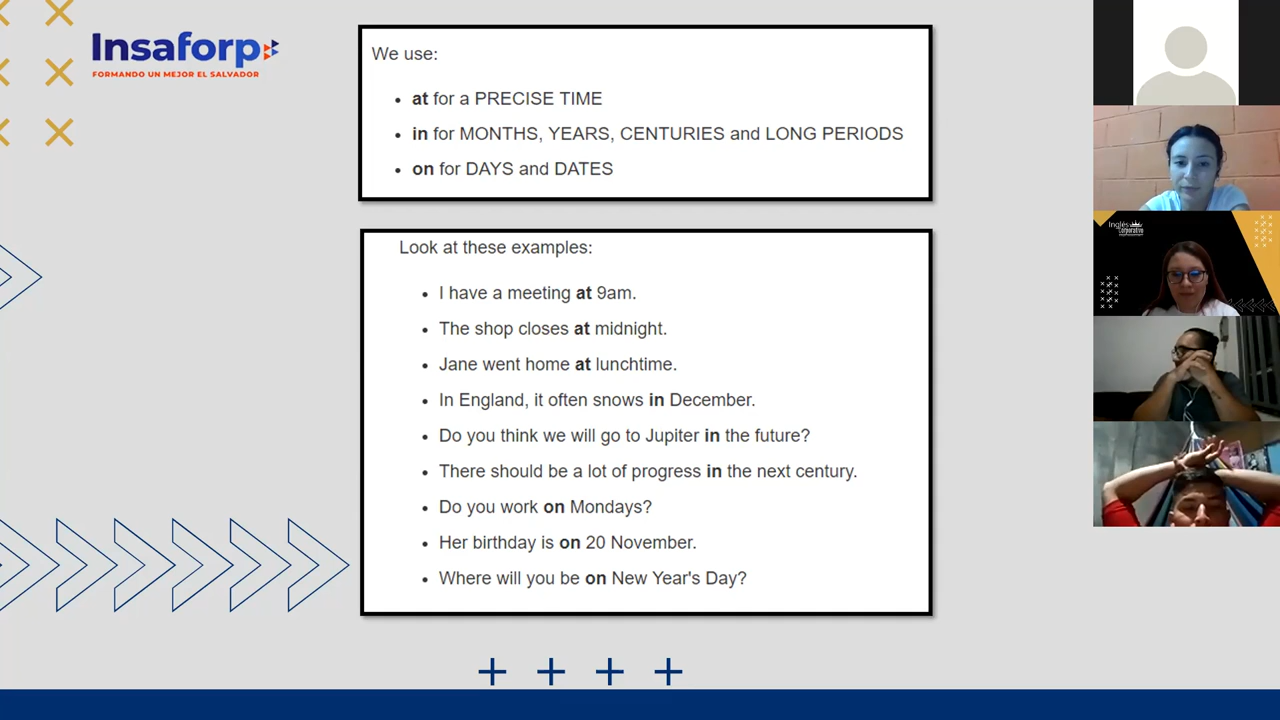 Insaforp
FORMANDO UN MEJOR EL SALVADOR
We use:
• at for a PRECISE TIME
• in for MONTHS, YEARS, CENTURIES and LONG PERIODS
• on for DAYS and DATES
Look at these examples:
• I have a meeting at 9am.
• The shop closes at midnight.
• Jane went home at lunchtime.
• In England, it often snows in December.
• Do you think we will go to Jupiter in the future?
• There should be a lot of progress in the next century.
• Do you work on Mondays?
• Her birthday is on 20 November.
• Where will you be on New Year's Day?
Inglés
Corporativo